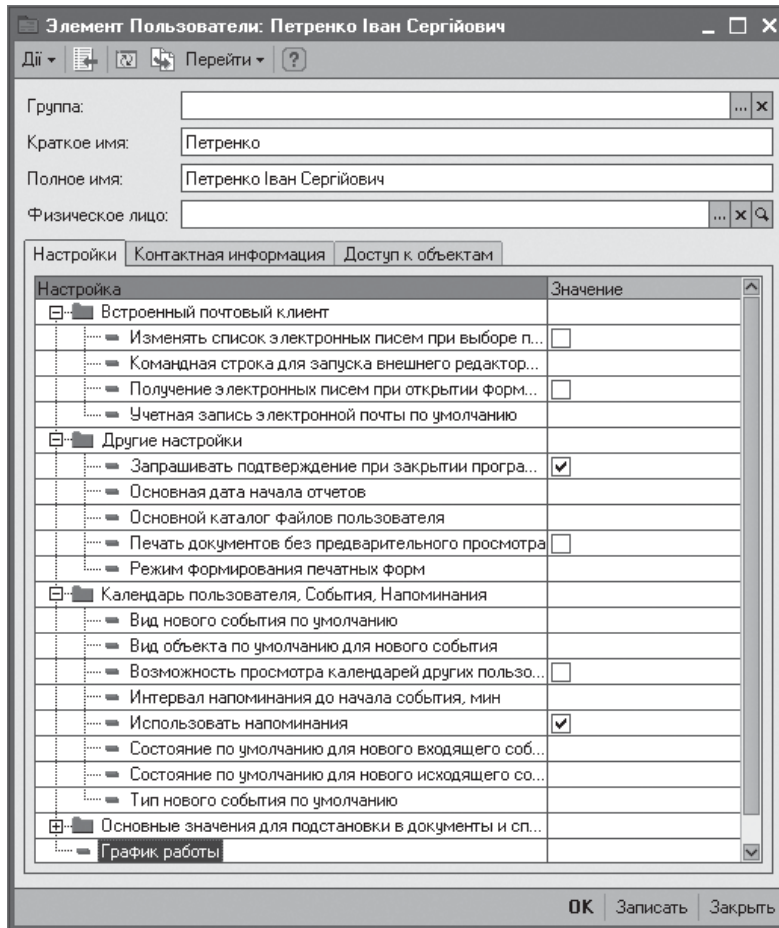 Элемент Пользователи: Петренко Іван Сергійович
Дії Перейти ?
Группа: ...
Краткое имя: Петренко
Полное имя: Петренко Іван Сергійович
Физическое лицо: ...
Настройки Контактная информация Доступ к объектам
Настройка Значение
Встроенный почтовый клиент
Изменять список электронных писем при выборе п...
Командная строка для запуска внешнего редактор...
Получение электронных писем при открытии форм...
Учетная запись электронной почты по умолчанию
Другие настройки
Запрашивать подтверждение при закрытии програ...
Основная дата начала отчетов
Основной каталог файлов пользователя
Печать документов без предварительного просмотра
Режим формирования печатных форм
Календарь пользователя, События, Напоминания
Вид нового события по умолчанию
Вид объекта по умолчанию для нового события
Возможность просмотра календарей других пользо...
Интервал напоминания до начала события, мин
Использовать напоминания
Состояние по умолчанию для нового входящего соб...
Состояние по умолчанию для нового исходящего со...
Тип нового события по умолчанию
Основные значения для подстановки в документы и сп...
График работы
OK Записать Закрыть